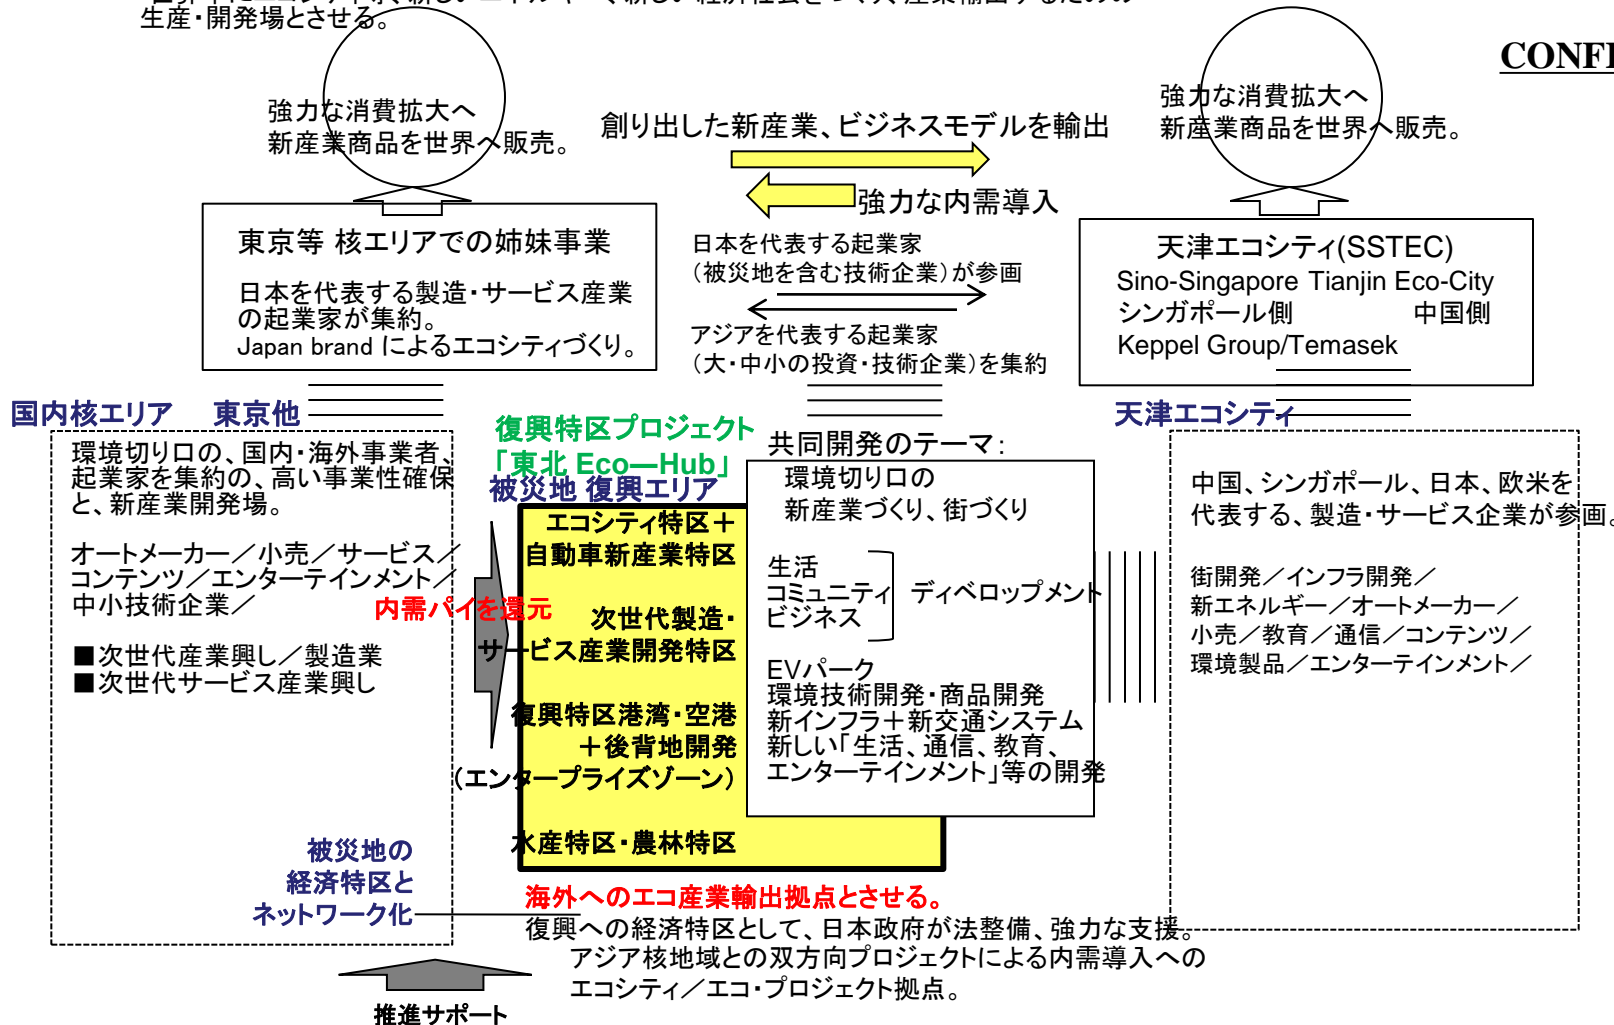 生産・開発場とさせる。
強力な消費拡大へ
新産業商品を世界へ販売。
創り出した新産業、ビジネスモデルを輸出
強力な内需導入
強力な消費拡大へ
新産業商品を世界へ販売。
東京等 核エリアでの姉妹事業
日本を代表する製造・サービス産業
の起業家が集約。
Japan brand によるエコシティづくり。
日本を代表する起業家
（被災地を含む技術企業）が参画
アジアを代表する起業家
（大・中小の投資・技術企業）を集約
天津エコシティ(SSTEC)
Sino-Singapore Tianjin Eco-City
シンガポール側 中国側
Keppel Group/Temasek
国内核エリア 東京他
環境切り口の、国内・海外事業者、
起業家を集約の、高い事業性確保
と、新産業開発場。
オートメーカー／小売／サービス／
コンテンツ／エンターテインメント／
中小技術企業／
■次世代産業興し／製造業
■次世代サービス産業興し
内需パイを還元
被災地の
経済特区と
ネットワーク化
推進サポート
復興特区プロジェクト
「東北 Eco―Hub」
被災地 復興エリア
エコシティ特区＋
自動車新産業特区
次世代製造・
サービス産業開発特区
復興特区港湾・空港
＋後背地開発
（エンタープライズゾーン）
水産特区・農林特区
共同開発のテーマ：
環境切り口の
新産業づくり、街づくり
生活
コミュニティ
ビジネス
ディベロップメント
EVパーク
環境技術開発・商品開発
新インフラ＋新交通システム
新しい「生活、通信、教育、
エンターテインメント」等の開発
海外へのエコ産業輸出拠点とさせる。
復興への経済特区として、日本政府が法整備、強力な支援。
アジア核地域との双方向プロジェクトによる内需導入への
エコシティ／エコ・プロジェクト拠点。
天津エコシティ
中国、シンガポール、日本、欧米を
代表する、製造・サービス企業が参画。
街開発／インフラ開発／
新エネルギー／オートメーカー／
小売／教育／通信／コンテンツ／
環境製品／エンターテインメント／